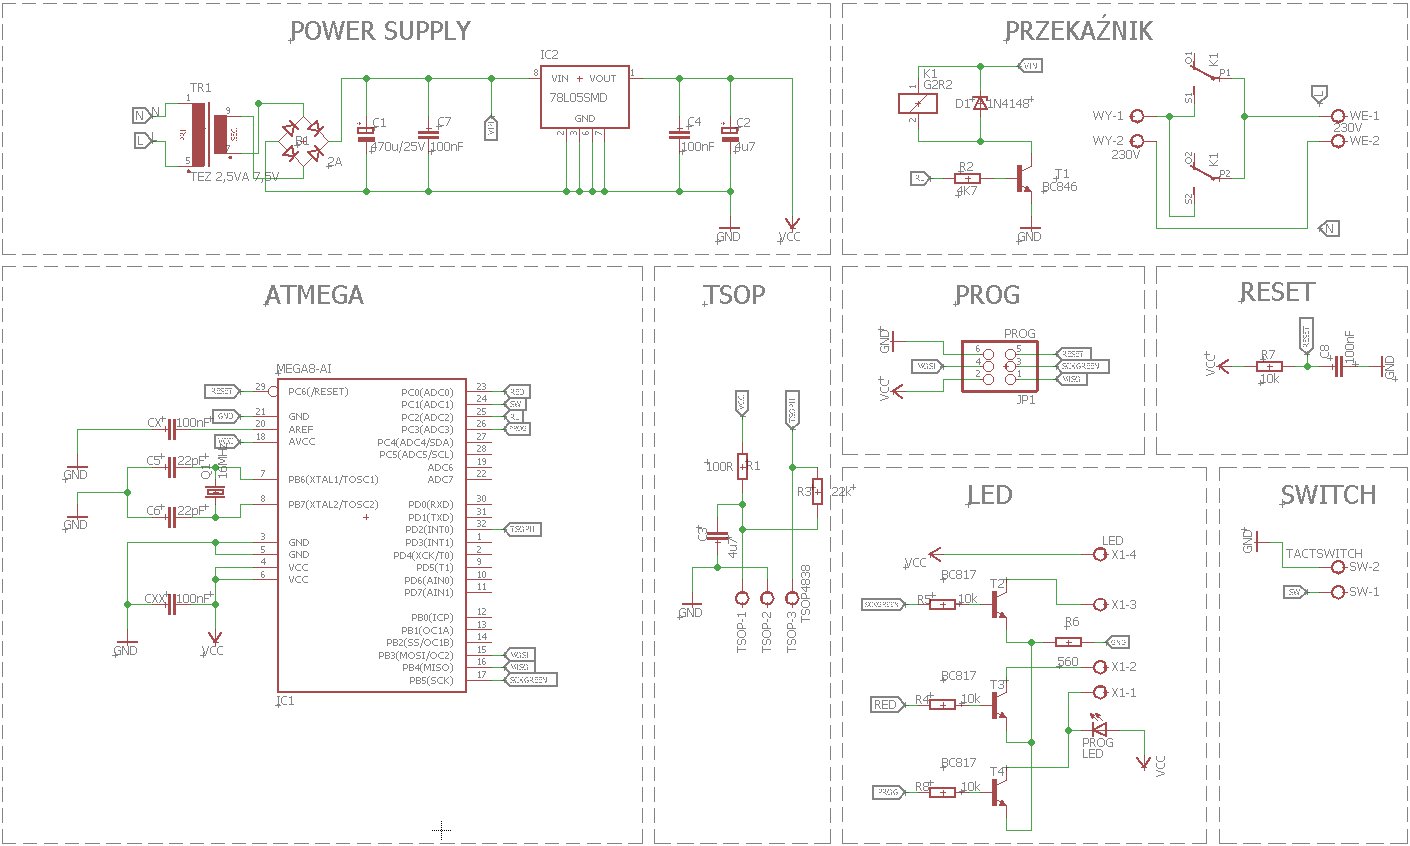 POWER SUPPLY
TR1
1
9
N
N
L
5
7
TEZ 2,5VA 7,5V
B1
2A
C1
470u/25V
C7
100nF
VIN
IC2
8
VIN
VOUT
1
78L05SMD
GND
2
3
6
7
C4
100nF
C2
4u7
GND
VCC
PRZEKAŹNIK
K1
G2R2
1
2
D1
1N4148
VIN
R2
4K7
T1
BC846
GND
O1
K1
P1
S1
O2
K1
P2
S2
WY-1
WY-2
230V
L
WE-1
230V
WE-2
N
ATMEGA
MEGA8-AI
RESET
29
PC6(/RESET)
GND
21
GND
CX
100nF
20
AREF
VCC
18
AVCC
C5
22pF
Q1
16MHz
7
PB6(XTAL1/TOSC1)
C6
22pF
8
PB7(XTAL2/TOSC2)
3
GND
5
GND
4
VCC
6
VCC
CXX
100nF
GND
GND
GND
VCC
PC0(ADC0)
23
RED
PC1(ADC1)
24
SW
PC2(ADC2)
25
PC3(ADC3)
26
PROG
PC4(ADC4/SDA)
27
PC5(ADC5/SCL)
28
ADC6
19
ADC7
22
PD0(RXD)
30
PD1(TXD)
31
PD2(INT0)
32
PD3(INT1)
1
PD4(XCK/T0)
2
PD5(T1)
9
PD6(AIN0)
10
PD7(AIN1)
11
PB0(ICP)
12
PB1(OC1A)
13
PB2(SS/OC1B)
14
PB3(MOSI/OC2)
15
MOSI
PB4(MISO)
16
MISO
PB5(SCK)
17
SCKGREEN
IC1
TSOP
VCC
100R
R1
R3
22k
C3
4u7
GND
TSOP-1
TSOP-2
TSOP-3
TSOP4838
PROG
PROG
GND
6
5
RESET
MOSI
4
3
SCKGREEN
2
1
MISO
VCC
JP1
RESET
RESET
VCC
R7
10k
C8
100nF
GND
LED
LED
VCC
X1-4
BC817
T2
SCKGREEN
R5
10k
X1-3
R6
560
GND
X1-2
BC817
T3
X1-1
RED
R4
10k
PROG
LED
VCC
BC817
T4
PROG
R8
10k
SWITCH
GND
TACTSWITCH
SW-2
SW
SW-1